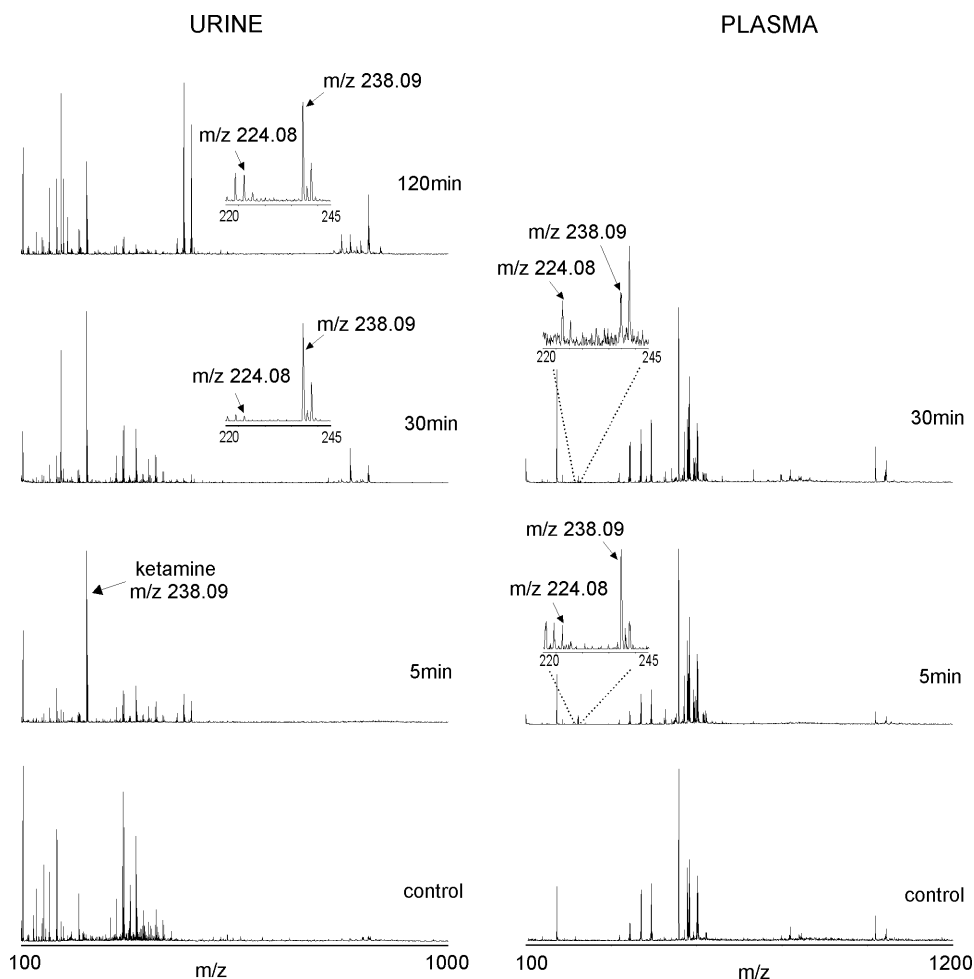 URINE
m/z 238.09
m/z 224.08
220 245
120min
m/z 238.09
m/z 224.08
220 245
30min
ketamine
m/z 238.09
5min
control
100 m/z 1000
PLASMA
m/z 238.09
m/z 224.08
220 245
30min
m/z 238.09
m/z 224.08
220 245
5min
control
100 m/z 1200